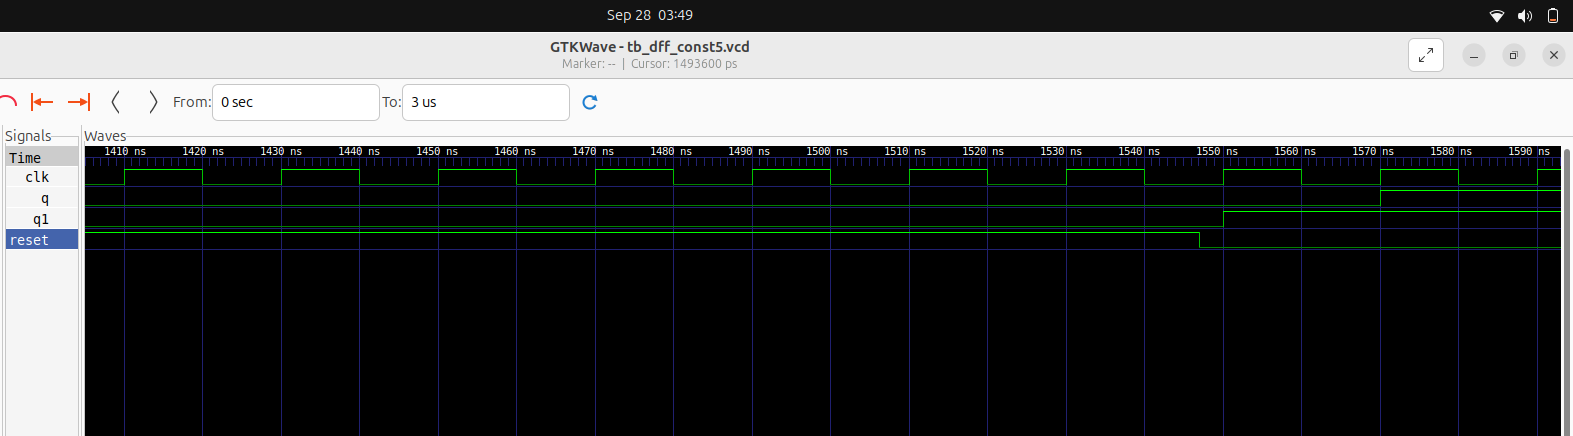 Sep 28 03:49
GTKWave - tb_dff_const5.vcd
Marker: -- | Cursor: 1493600 ps
From: 0 sec To: 3 us
Signals Waves
Time 1410 ns 1420 ns 1430 ns 1440 ns 1450 ns 1460 ns 1470 ns 1480 ns 1490 ns 1500 ns 1510 ns 1520 ns 1530 ns 1540 ns 1550 ns 1560 ns 1570 ns 1580 ns 1590 ns
clk
q
q1
reset